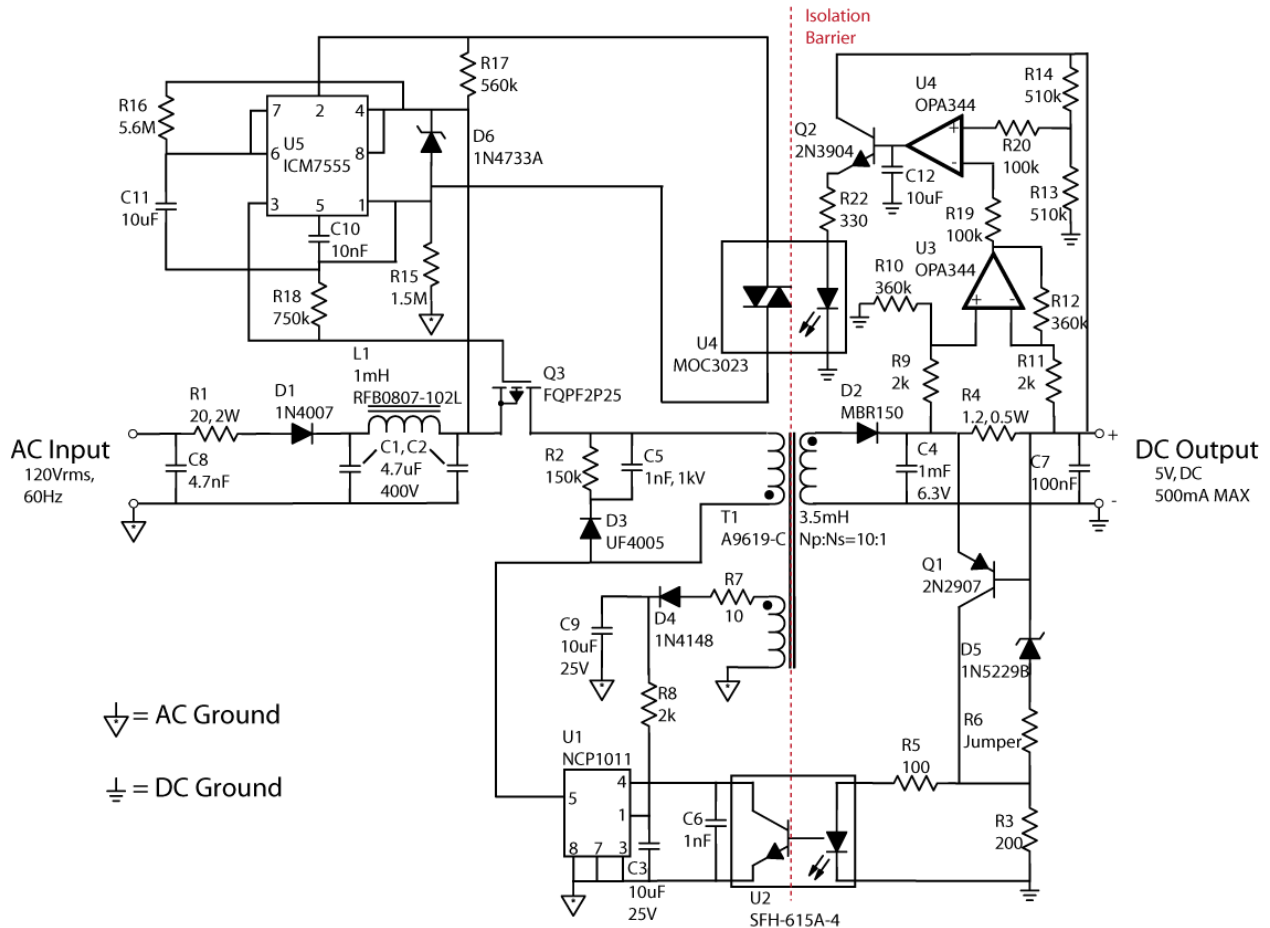 Isolation
Barrier
R17
560k
R16
5.6M
7
2
4
U5
ICM7555
6
8
3
5
1
D6
1N4733A
C11
10uF
C10
10nF
R15
1.5M
R18
750k
U4
OPA344
+
-
R14
510k
Q2
2N3904
R20
100k
C12
10uF
R13
510k
R22
330
R19
100k
U3
OPA344
+
-
R10
360k
R12
360k
U4
MOC3023
R9
2k
R11
2k
L1
1mH
RFB0807-102L
Q3
FQPF2P25
R1
20, 2W
D1
1N4007
D2
MBR150
R4
1.2, 0.5W
AC Input
120Vrms,
60Hz
C8
4.7nF
C1, C2
4.7uF
400V
R2
150k
C5
1nF, 1kV
C4
1mF
6.3V
C7
100nF
+
-
DC Output
5V, DC
500mA MAX
D3
UF4005
T1
A9619-C
3.5mH
Np:Ns=10:1
Q1
2N2907
R7
10
D4
1N4148
C9
10uF
25V
D5
1N5229B
R8
2k
R6
Jumper
= AC Ground
= DC Ground
U1
NCP1011
5
4
1
8
7
3
C6
1nF
R5
100
R3
200
C3
10uF
25V
U2
SFH-615A-4